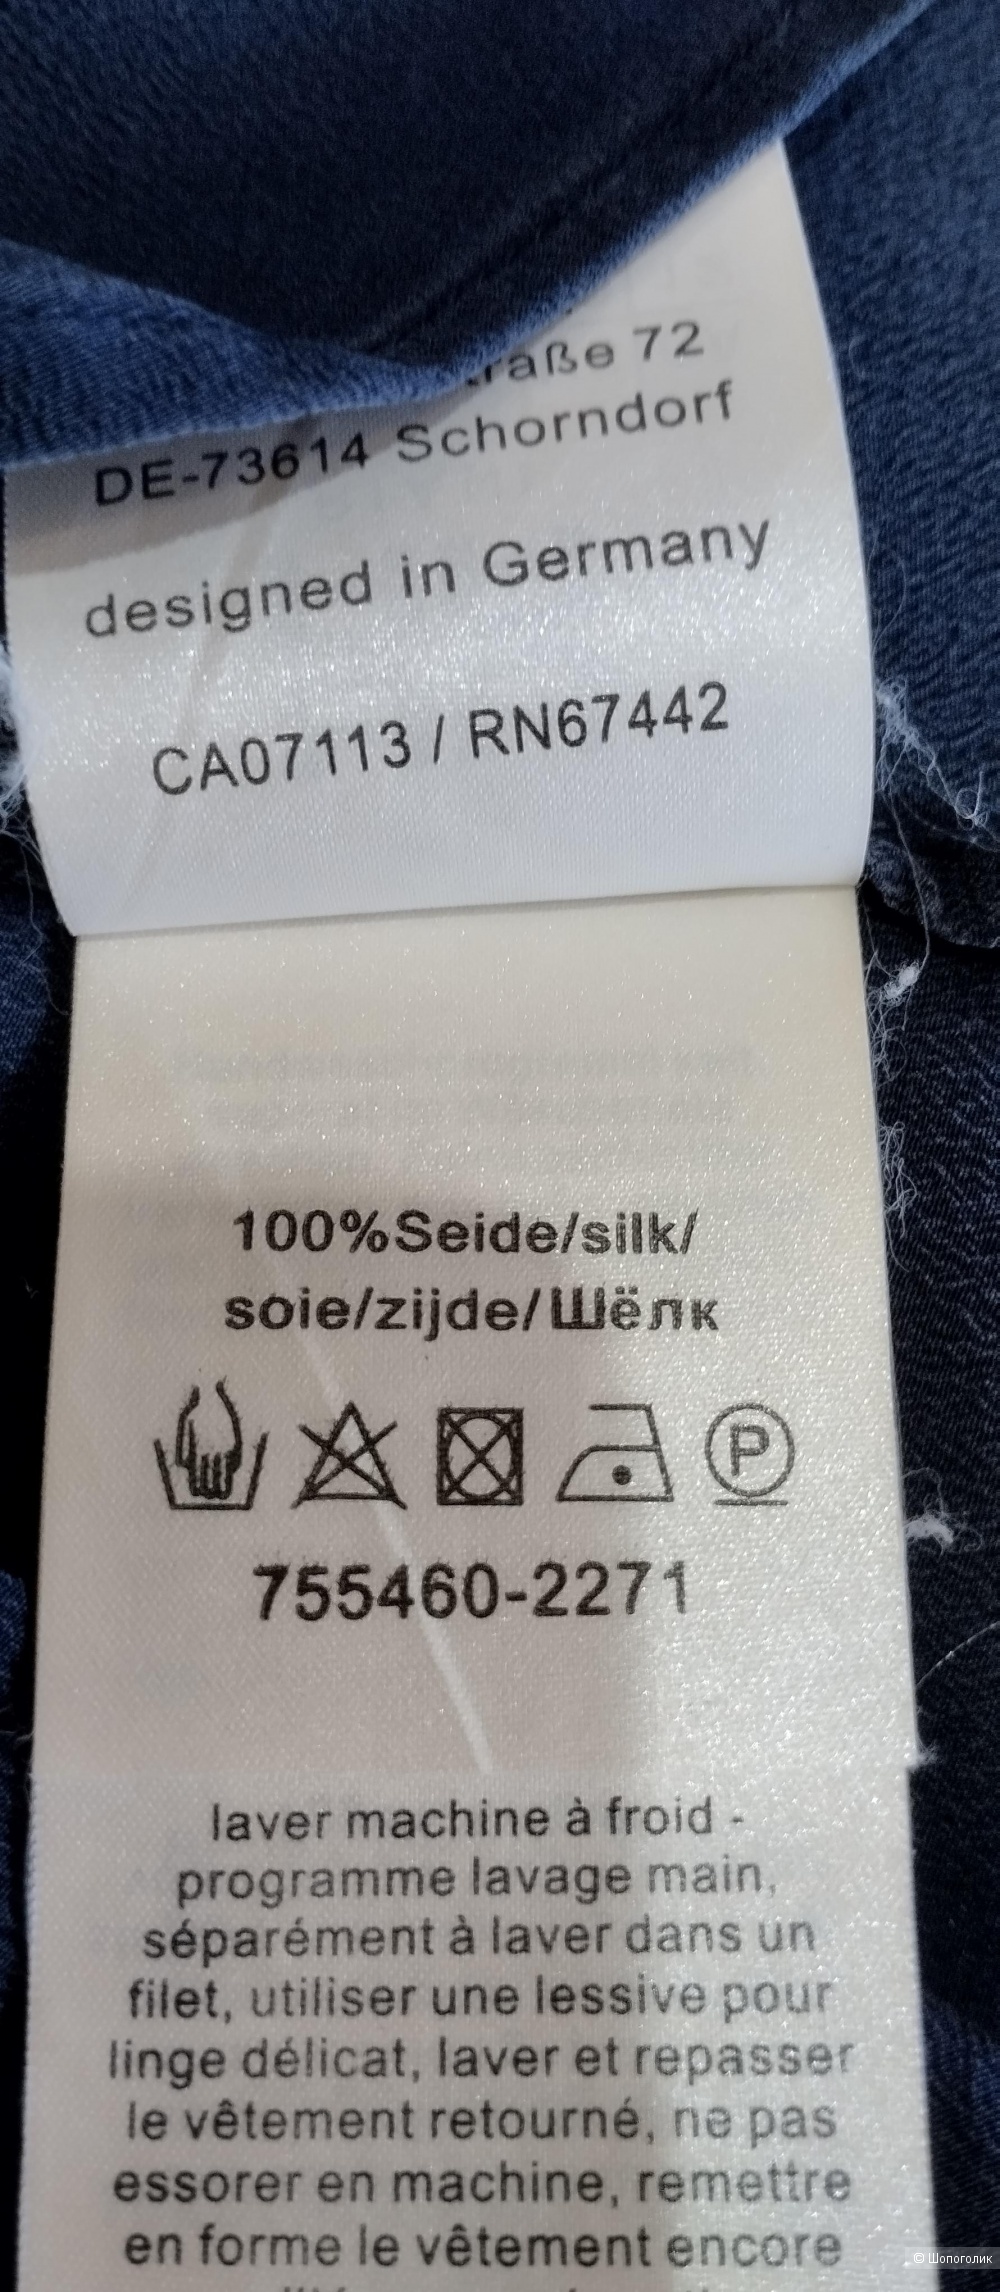 raße 72
DE-73614 Schorndorf
designed in Germany
CA07113 / RN67442
100%Seide/silk/
soie/zijde/Шёлк
P
755460-2271
laver machine à froid -
programme lavage main,
séparément à laver dans un
filet, utiliser une lessive pour
linge délicat, laver et repasser
le vêtement retourné, ne pas
essorer en machine, remettre
en forme le vêtement encore
© Шопоголик